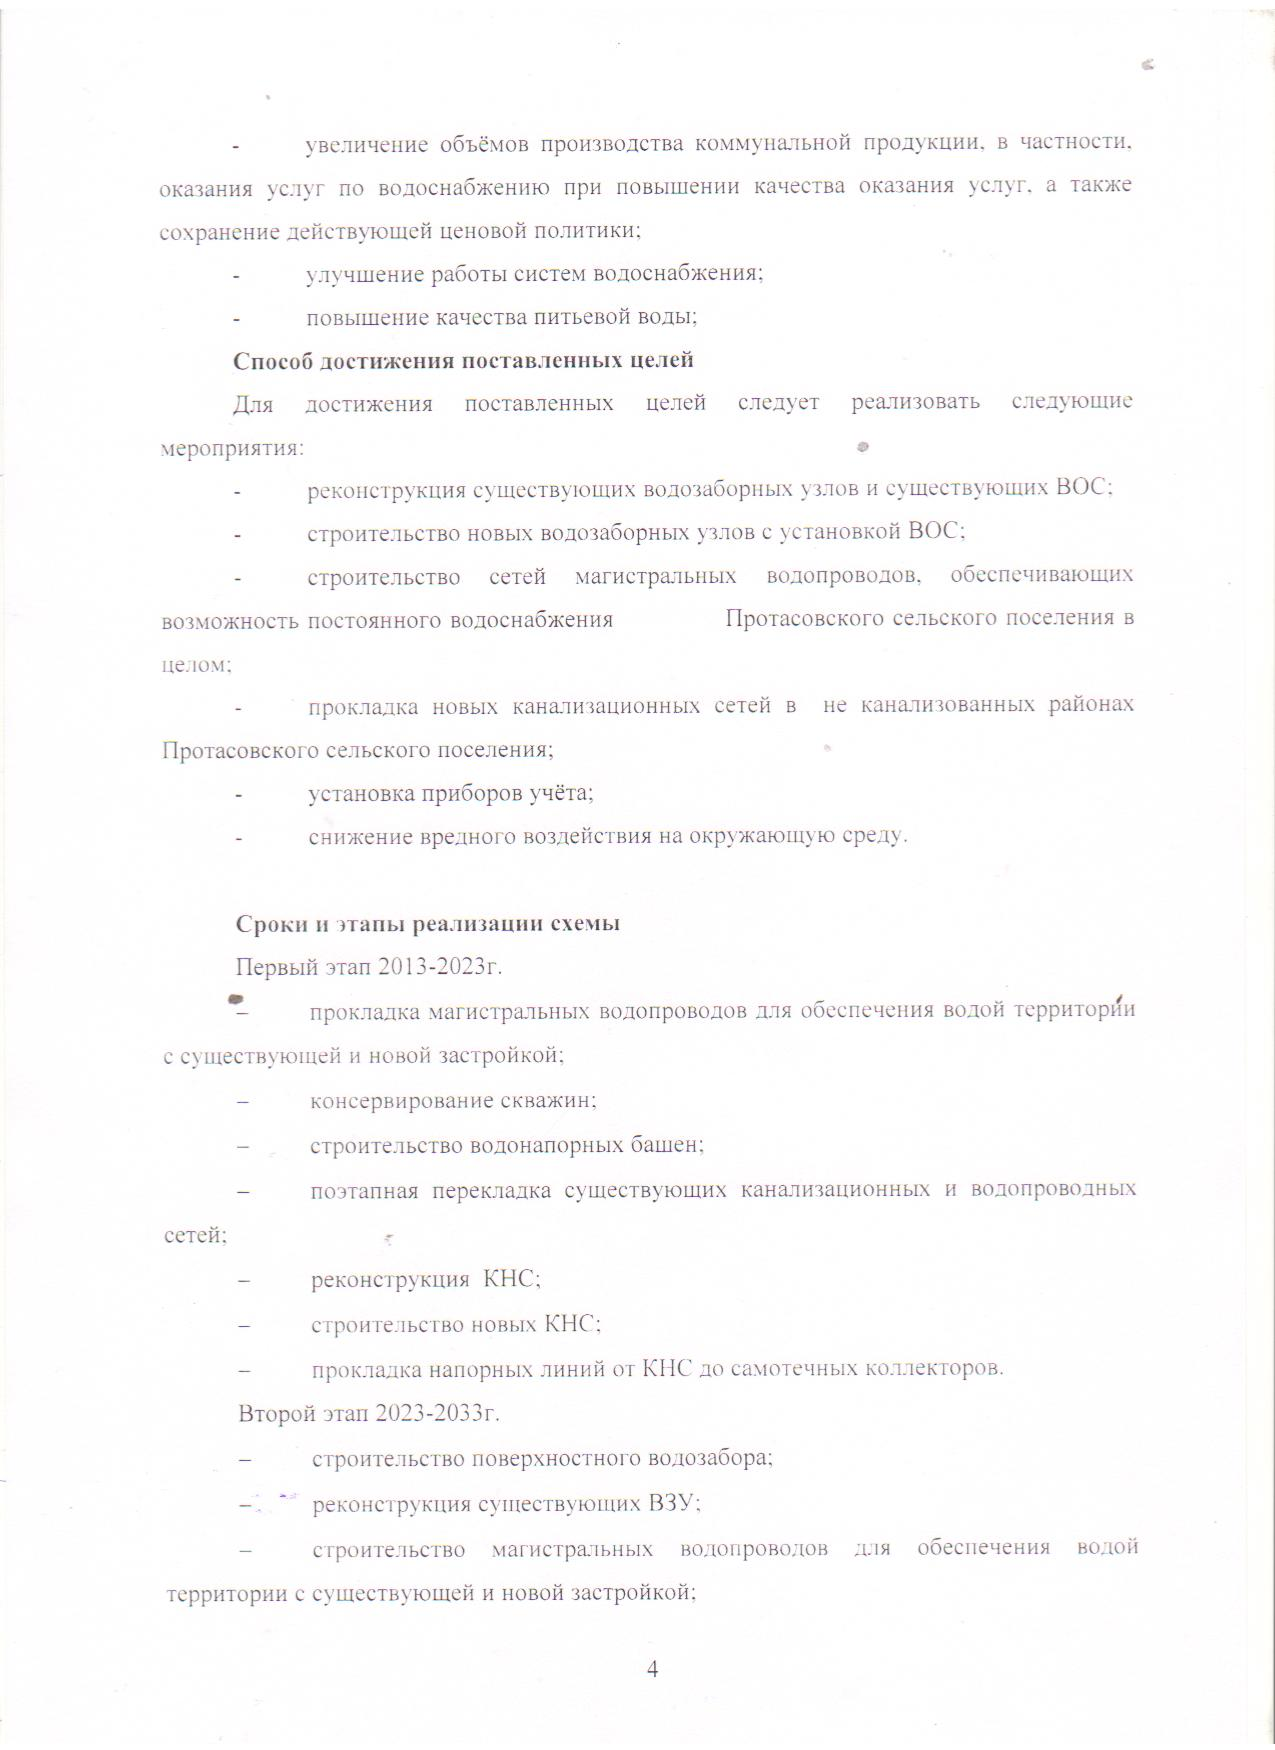 - увеличение объёмов производства коммунальной продукции, в частности,
оказания услуг по водоснабжению при повышении качества оказания услуг, а также
сохранение действующей ценовой политики;
- улучшение работы систем водоснабжения;
- повышение качества питьевой воды;
Способ достижения поставленных целей
Для достижения поставленных целей следует реализовать следующие
мероприятия:
- реконструкция существующих водозаборных узлов и существующих ВОС;
- строительство новых водозаборных узлов с установкой ВОС;
- строительство сетей магистральных водопроводов, обеспечивающих
возможность постоянного водоснабжения Протасовского сельского поселения в
целом;
- прокладка новых канализационных сетей в не канализованных районах
Протасовского сельского поселения;
- установка приборов учёта;
- снижение вредного воздействия на окружающую среду.
Сроки и этапы реализации схемы
Первый этап 2013-2023г.
– прокладка магистральных водопроводов для обеспечения водой территории
с существующей и новой застройкой;
– консервирование скважин;
– строительство водонапорных башен;
– поэтапная перекладка существующих канализационных и водопроводных
сетей;
– реконструкция КНС;
– строительство новых КНС;
– прокладка напорных линий от КНС до самотечных коллекторов.
Второй этап 2023-2033г.
– строительство поверхностного водозабора;
– реконструкция существующих ВЗУ;
– строительство магистральных водопроводов для обеспечения водой
территории с существующей и новой застройкой;
4